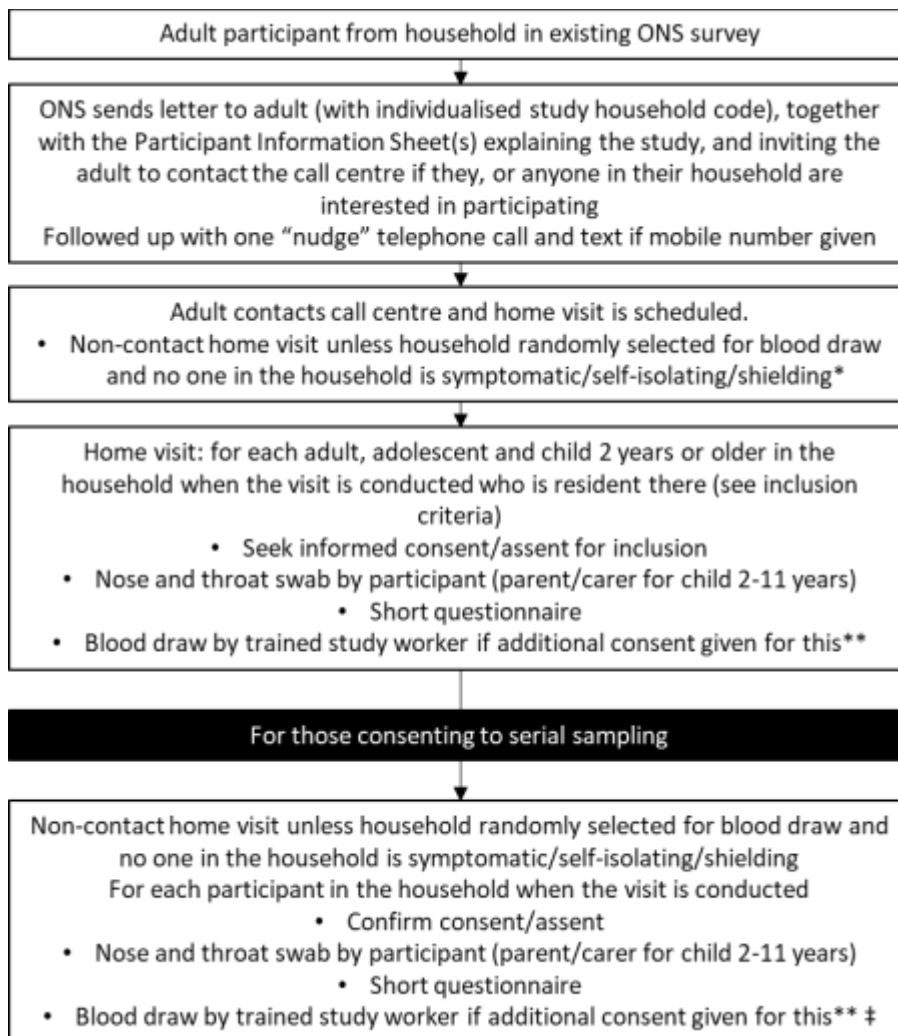 Adult participant from household in existing ONS survey
ONS sends letter to adult (with individualised study household code), together
with the Participant Information Sheet(s) explaining the study, and inviting the
adult to contact the call centre if they, or anyone in their household are
interested in participating
Followed up with one “nudge” telephone call and text if mobile number given
Adult contacts call centre and home visit is scheduled.
• Non-contact home visit unless household randomly selected for blood draw
and no one in the household is symptomatic/self-isolating/shielding*
Home visit: for each adult, adolescent and child 2 years or older in the
household when the visit is conducted who is resident there (see inclusion
criteria)
• Seek informed consent/assent for inclusion
• Nose and throat swab by participant (parent/carer for child 2-11 years)
• Short questionnaire
• Blood draw by trained study worker if additional consent given for this**
For those consenting to serial sampling
Non-contact home visit unless household randomly selected for blood draw and
no one in the household is symptomatic/self-isolating/shielding
For each participant in the household when the visit is conducted
• Confirm consent/assent
• Nose and throat swab by participant (parent/carer for child 2-11 years)
• Short questionnaire
• Blood draw by trained study worker if additional consent given for this** ‡